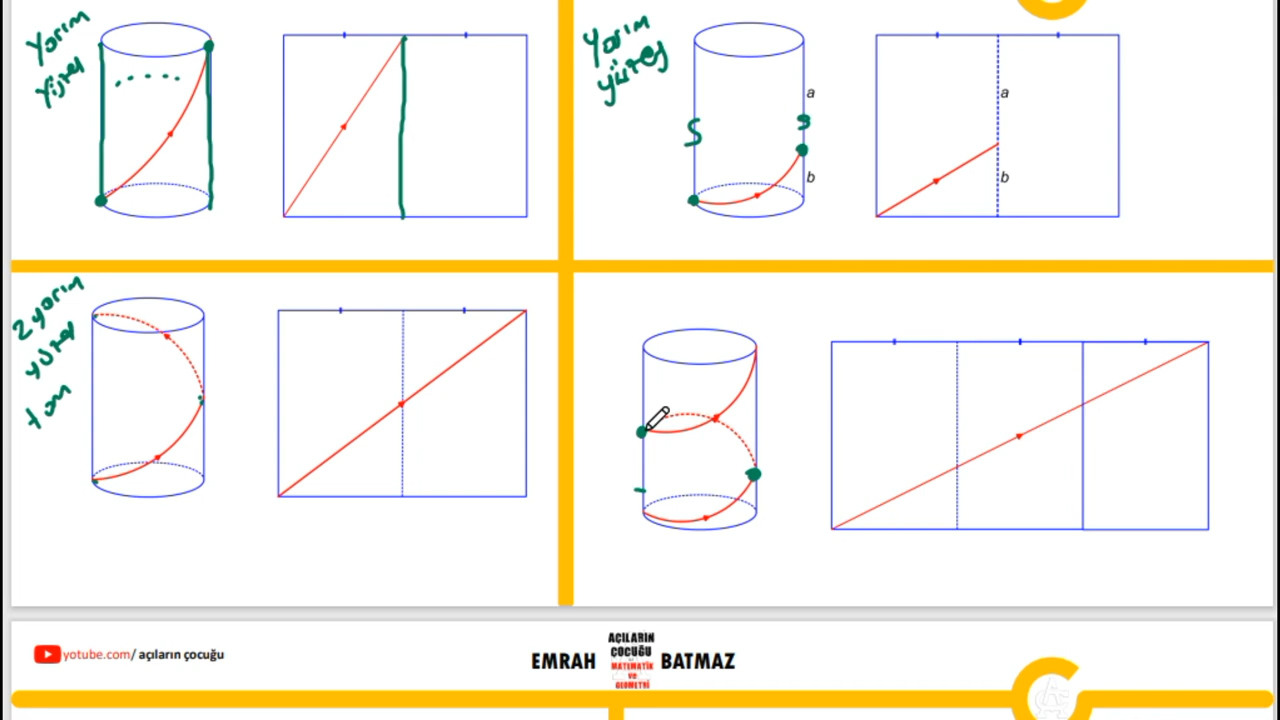 Yarım
Yüzey
a
b
a
b
Yarım
yüzey
a
b
2 yarım
yüzey
tam
yotube.com/ açıların çocuğu
EMRAH
AÇILARIN
ÇOCUĞU
MATEMATİK
ve
GEOMETRİ
BATMAZ